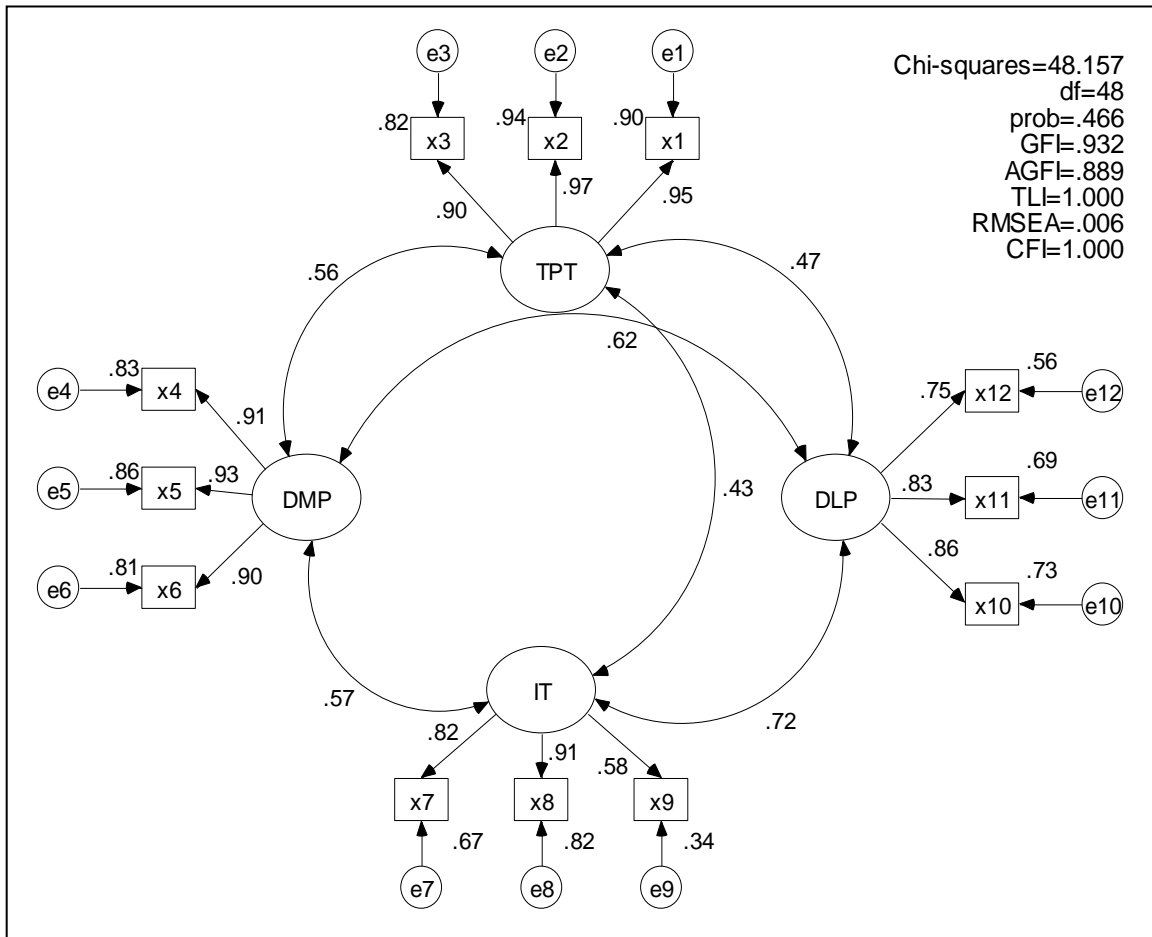 e3 e2 e1
Chi-squares=48.157
df=48
prob=.466
GFI=.932
AGFI=.889
TLI=1.000
RMSEA=.006
CFI=1.000
.82 .94 .90
x3 x2 x1
.90 .97 .95
TPT
.56 .47
.62
e4 .83 x4 .91
e5 .86 x5 .93
e6 .81 x6 .90
DMP
.43
DLP
.75 x12 .56 e12
.83 x11 .69 e11
.86 x10 .73 e10
.57 IT .72
.82 .91 .58
x7 x8 x9
.67 .82 .34
e7 e8 e9